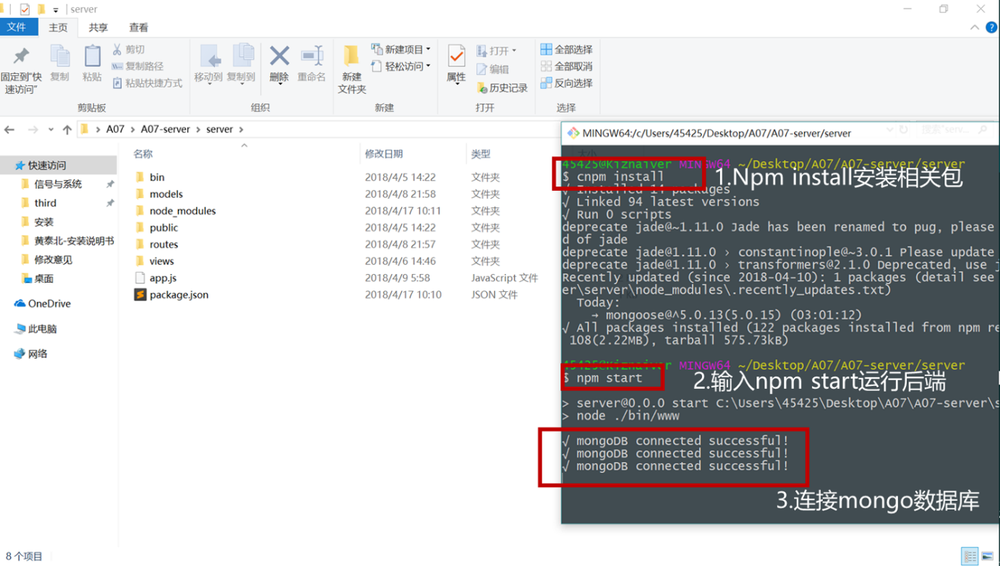 server
文件 主页 共享 查看
固定到"快速访问" 复制 粘贴 剪切 复制路径 粘贴快捷方式 移动到 复制到 删除 重命名 新建文件夹 新建项目 轻松访问 属性 打开 编辑 历史记录 全部选择 全部取消 反向选择
剪贴板 组织 新建 打开 选择
A07 > A07-server > server >
名称 修改日期 类型 大小
快速访问
信号与系统
third
安装
黄泰北-安装说明书
修改意见
桌面
OneDrive
此电脑
网络
bin 2018/4/5 14:22 文件夹
models 2018/4/8 21:58 文件夹
node_modules 2018/4/17 10:11 文件夹
public 2018/4/5 14:22 文件夹
routes 2018/4/8 21:57 文件夹
views 2018/4/6 14:46 文件夹
app.js 2018/4/9 5:58 JavaScript 文件
package.json 2018/4/17 10:10 JSON 文件
8 个项目
MINGW64:/c/Users/45425/Desktop/A07/A07-server/server
搜索"serv...
45425@Kiznaiver MINGW64 ~/Desktop/A07/A07-server/server
$ cnpm install
1.Npm install安装相关包
√ Installed 14 packages
√ Linked 94 latest versions
√ Run 0 scripts
deprecate jade@~1.11.0 Jade has been renamed to pug, please
d of jade
deprecate jade@1.11.0 › constantinople@~3.0.1 Please update
deprecate jade@1.11.0 › transformers@2.1.0 Deprecated, use j
Recently updated (since 2018-04-10): 1 packages (detail see
er\server\node_modules\.recently_updates.txt)
Today:
→ mongoose@^5.0.13(5.0.15) (03:01:12)
√ All packages installed (122 packages installed from npm re
108(2.22MB), tarball 575.73kB)
45425@Kiznaiver MINGW64 ~/Desktop/A07/A07-server/server
$ npm start
2.输入npm start运行后端
> server@0.0.0 start C:\Users\45425\Desktop\A07\A07-server\s
> node ./bin/www
√ mongoDB connected successful!
√ mongoDB connected successful!
√ mongoDB connected successful!
3.连接mongo数据库